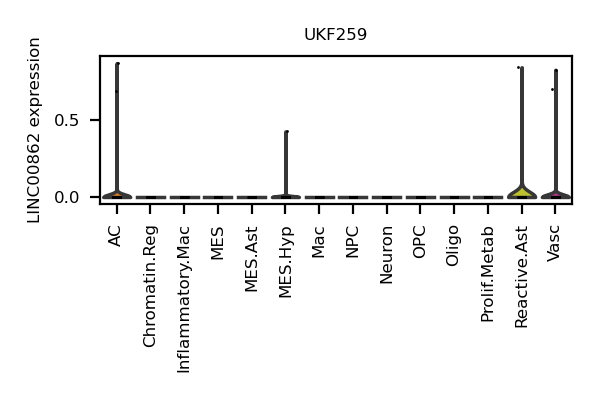 UKF259
LINC00862 expression
0.5
0.0
AC
Chromatin.Reg
Inflammatory.Mac
MES
MES.Ast
MES.Hyp
Mac
NPC
Neuron
OPC
Oligo
Prolif.Metab
Reactive.Ast
Vasc